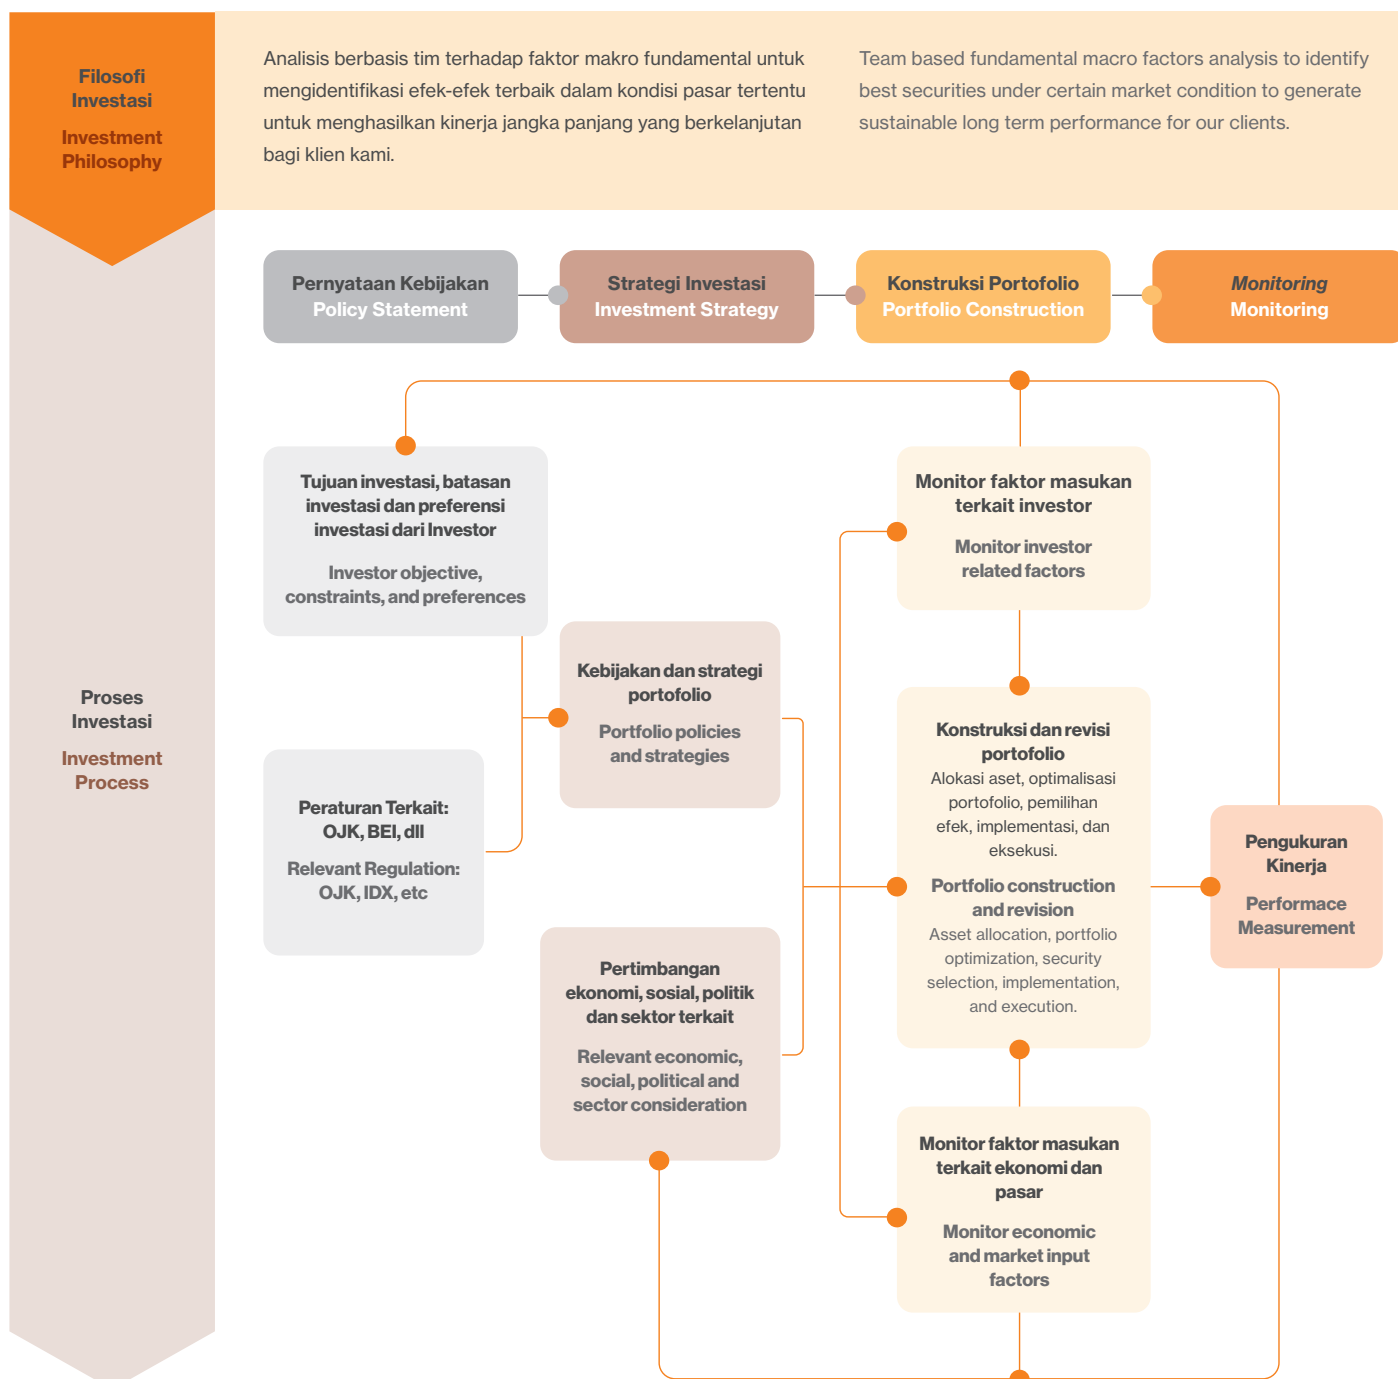 Filosofi
Investasi
Investment
Philosophy
Analisis berbasis tim terhadap faktor makro fundamental untuk
mengidentifikasi efek-efek terbaik dalam kondisi pasar tertentu
untuk menghasilkan kinerja jangka panjang yang berkelanjutan
bagi klien kami.
Team based fundamental macro factors analysis to identify
best securities under certain market condition to generate
sustainable long term performance for our clients.
Pernyataan Kebijakan
Policy Statement
Strategi Investasi
Investment Strategy
Konstruksi Portofolio
Portfolio Construction
Monitoring
Monitoring
Proses
Investasi
Investment
Process
Tujuan investasi, batasan
investasi dan preferensi
investasi dari Investor
Investor objective,
constraints, and preferences
Peraturan Terkait:
OJK, BEI, dll
Relevant Regulation:
OJK, IDX, etc
Kebijakan dan strategi
portofolio
Portfolio policies
and strategies
Pertimbangan
ekonomi, sosial, politik
dan sektor terkait
Relevant economic,
social, political and
sector consideration
Monitor faktor masukan
terkait investor
Monitor investor
related factors
Konstruksi dan revisi
portofolio
Alokasi aset, optimalisasi
portofolio, pemilihan
efek, implementasi, dan
eksekusi.
Portfolio construction
and revision
Asset allocation, portfolio
optimization, security
selection, implementation,
and execution.
Monitor faktor masukan
terkait ekonomi dan
pasar
Monitor economic
and market input
factors
Pengukuran
Kinerja
Performace
Measurement